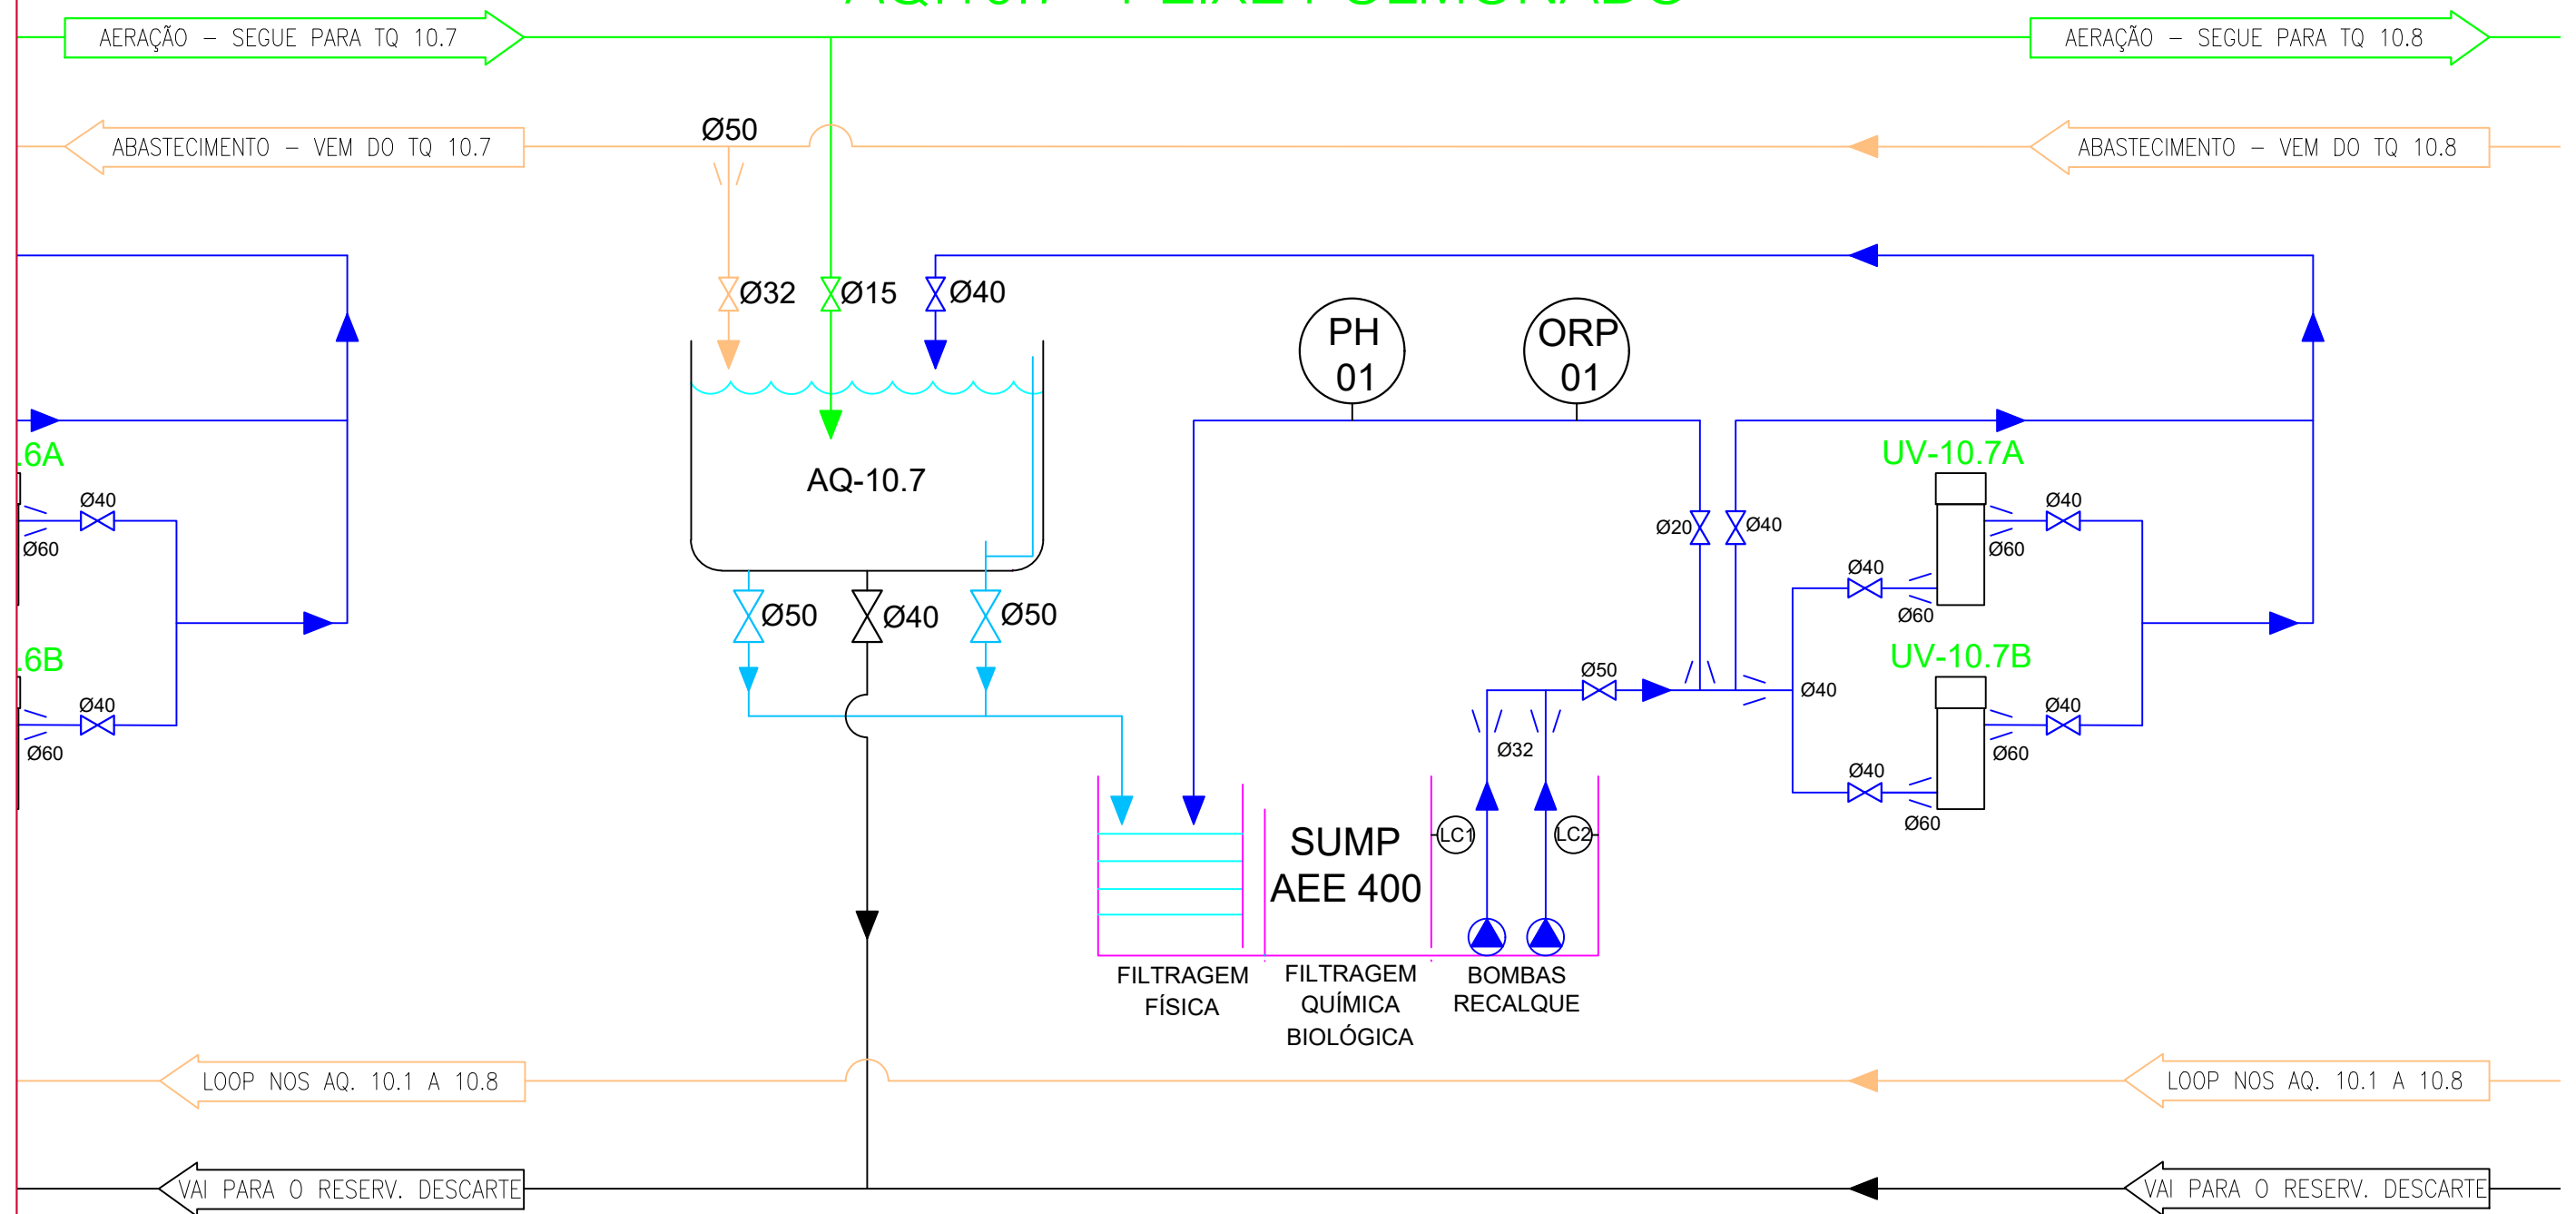 AERAÇÃO - SEGUE PARA TQ 10.7
AERAÇÃO - SEGUE PARA TQ 10.8
Ø50
ABASTECIMENTO - VEM DO TQ 10.7
ABASTECIMENTO - VEM DO TQ 10.8
Ø32
Ø15
Ø40
PH
01
ORP
01
.6A
UV-10.7A
AQ-10.7
Ø40
Ø60
Ø20
Ø40
Ø40
Ø60
Ø40
Ø60
Ø50
Ø40
Ø50
.6B
UV-10.7B
Ø50
Ø40
Ø40
Ø60
Ø32
Ø40
Ø60
Ø40
Ø60
SUMP
AEE 400
LC1
LC2
FILTRAGEM
FÍSICA
FILTRAGEM
QUÍMICA
BIOLÓGICA
BOMBAS
RECALQUE
LOOP NOS AQ. 10.1 A 10.8
LOOP NOS AQ. 10.1 A 10.8
VAI PARA O RESERV. DESCARTE
VAI PARA O RESERV. DESCARTE